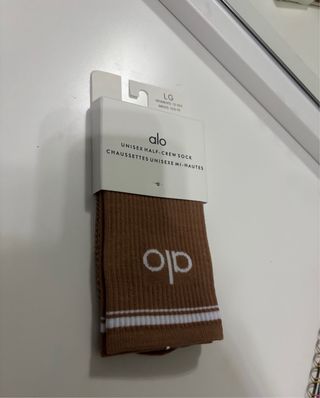 LG
alo
UNISEX HALF-CREW SOCK
CHAUSSETTES UNISEXE MI-HAUTES
alo